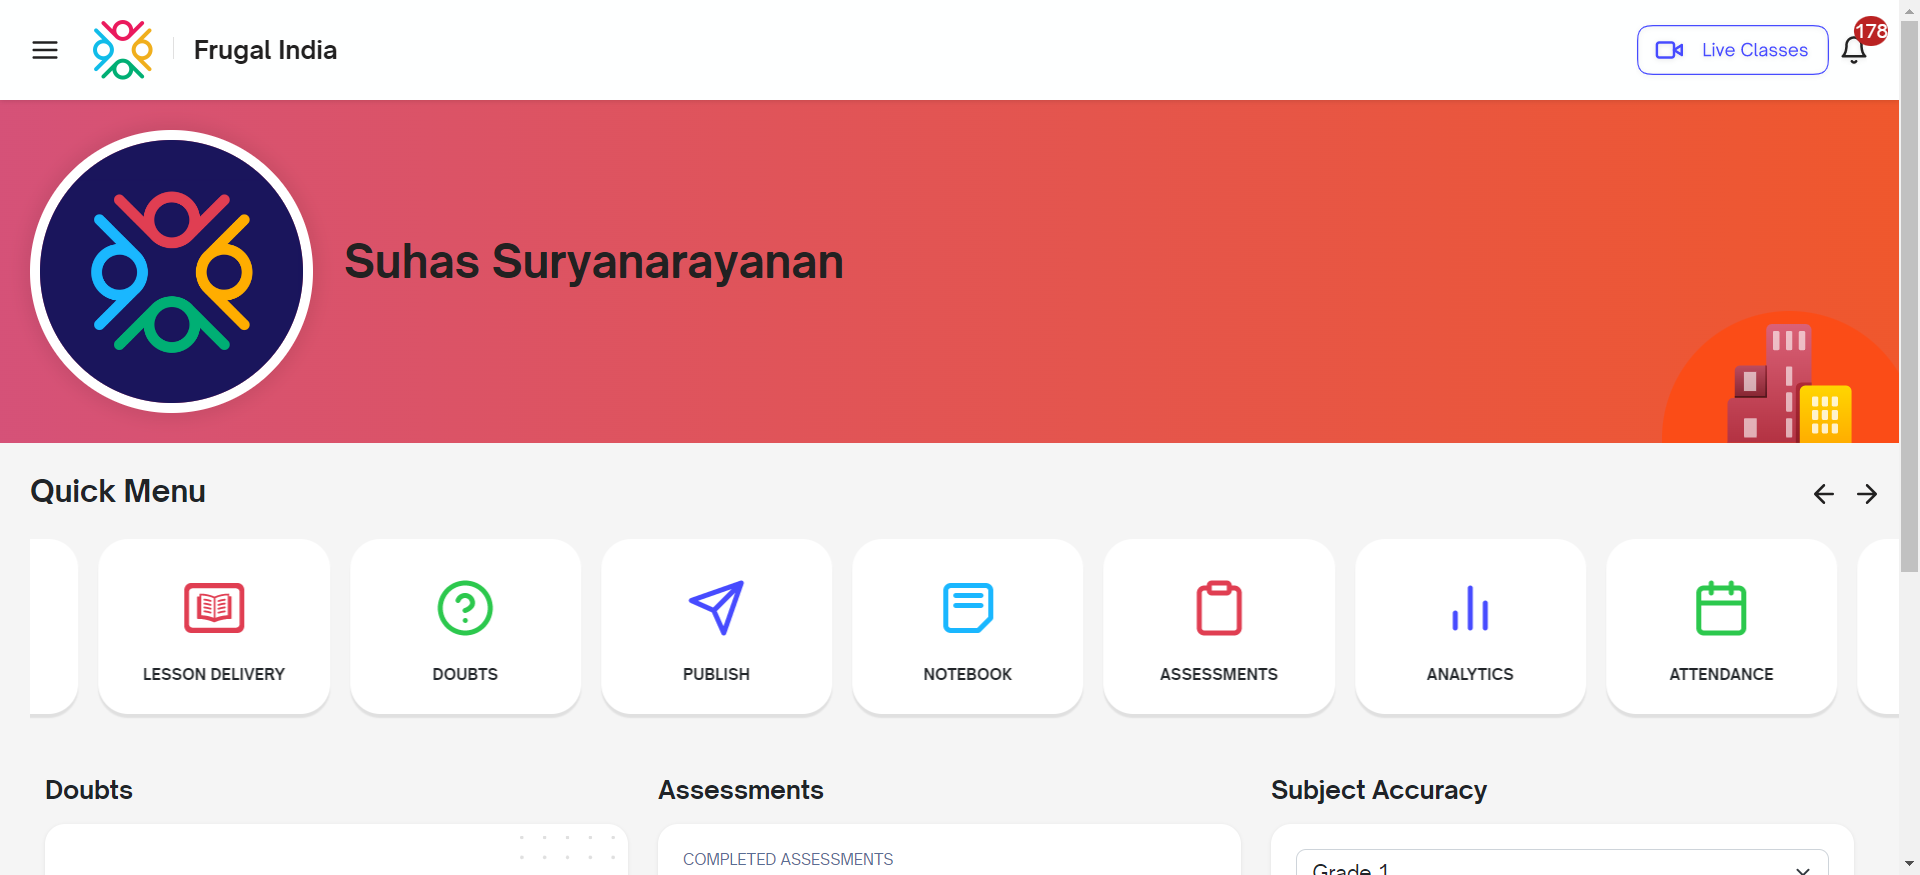 Frugal India
Live Classes
178
Suhas Suryanarayanan
Quick Menu
LESSON DELIVERY
DOUBTS
PUBLISH
NOTEBOOK
ASSESSMENTS
ANALYTICS
ATTENDANCE
Doubts
Assessments
Subject Accuracy
COMPLETED ASSESSMENTS
Grade 1